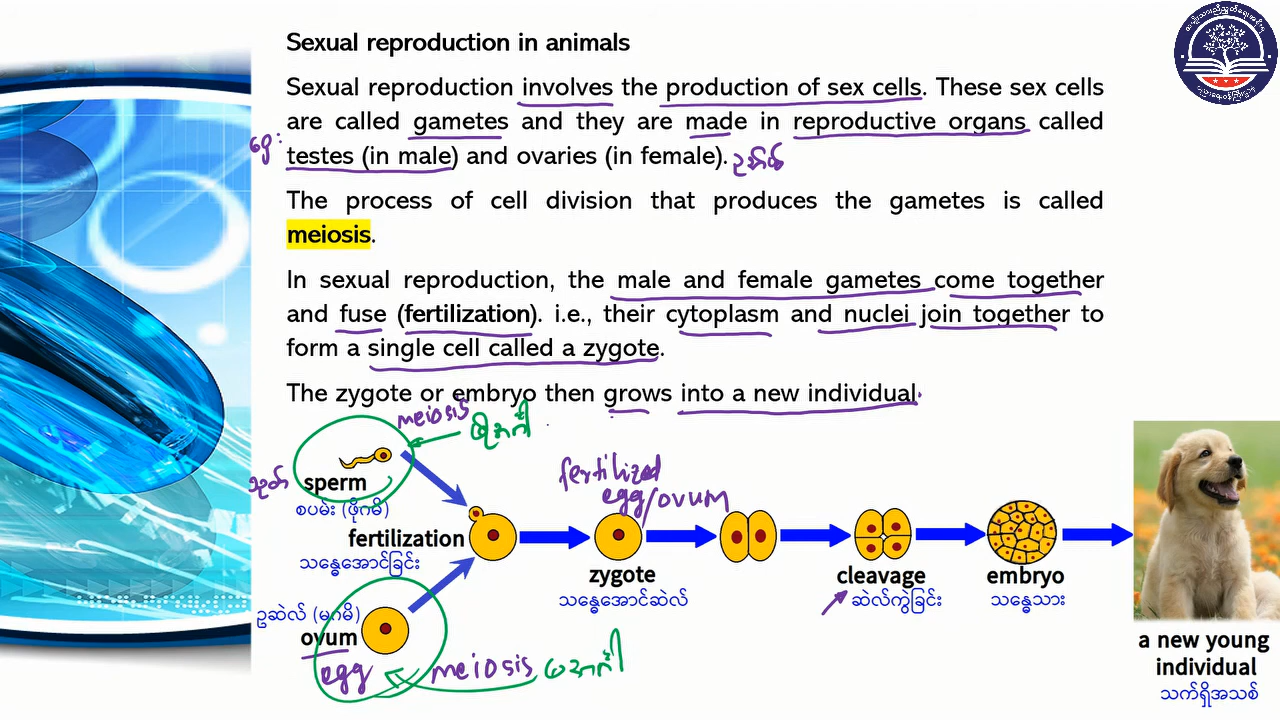 Sexual reproduction in animals
Sexual reproduction involves the production of sex cells. These sex cells
are called gametes and they are made in reproductive organs called
testes (in male) and ovaries (in female).
The process of cell division that produces the gametes is called
meiosis.
In sexual reproduction, the male and female gametes come together
and fuse (fertilization). i.e., their cytoplasm and nuclei join together to
form a single cell called a zygote.
The zygote or embryo then grows into a new individual.
meiosis
sperm
စပမ်း (ဖိုဂမိ)
fertilized
egg/ovum
fertilization
သန္ဓေအောင်ခြင်း
zygote
သန္ဓေအောင်ဆဲလ်
cleavage
ဆဲလ်ကွဲခြင်း
embryo
သန္ဓေသား
ဥဆဲလ် (မဂမိ)
ovum
egg
meiosis
a new young
individual
သက်ရှိအသစ်